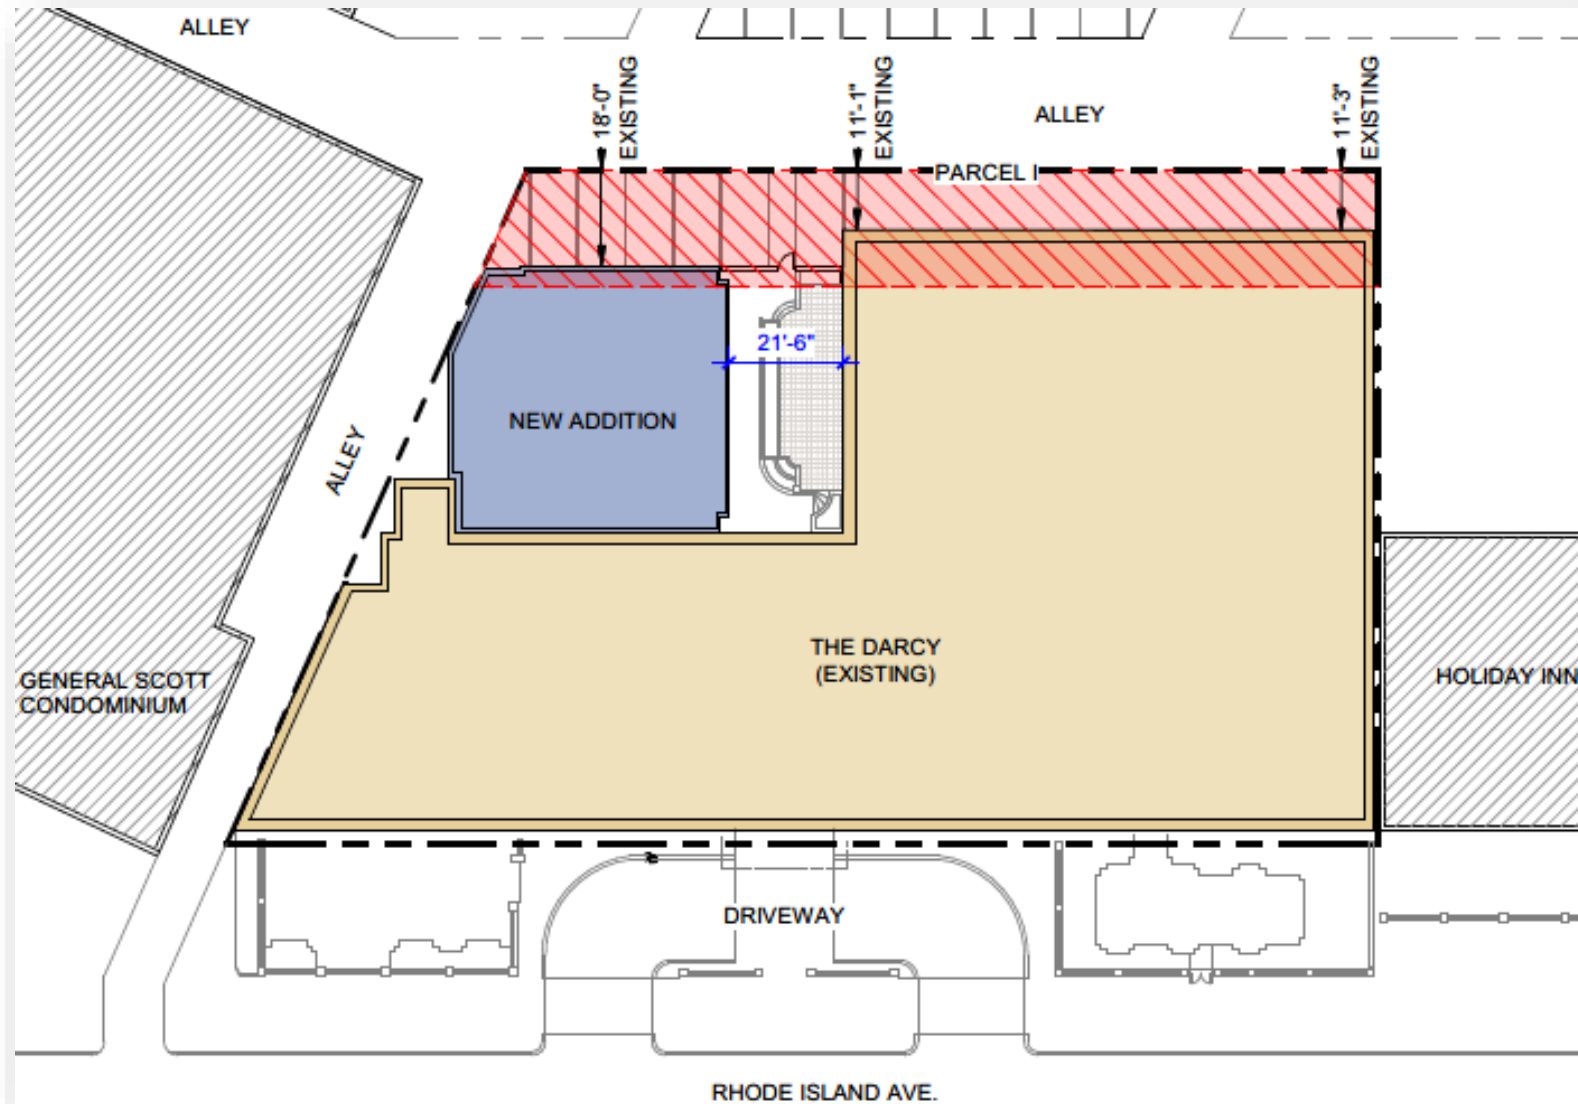 ALLEY
18'-0"
EXISTING
11'-1"
EXISTING
ALLEY
11'-3"
EXISTING
PARCEL I
21'-6"
NEW ADDITION
ALLEY
THE DARCY
(EXISTING)
GENERAL SCOTT
CONDOMINIUM
HOLIDAY INN
DRIVEWAY
RHODE ISLAND AVE.